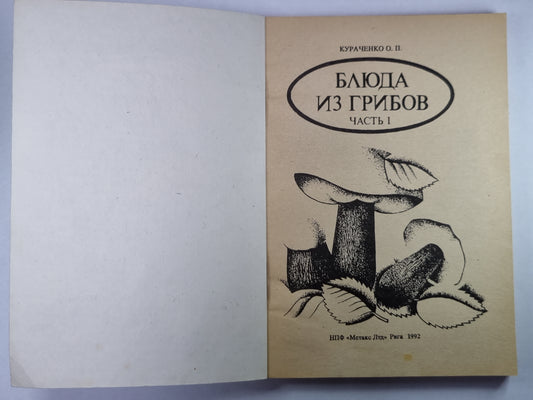 КУРАЧЕНКО О. П.
БЛЮДА
ИЗ ГРИБОВ
ЧАСТЬ 1
НПФ «Метакс Лтд» Рига 1992